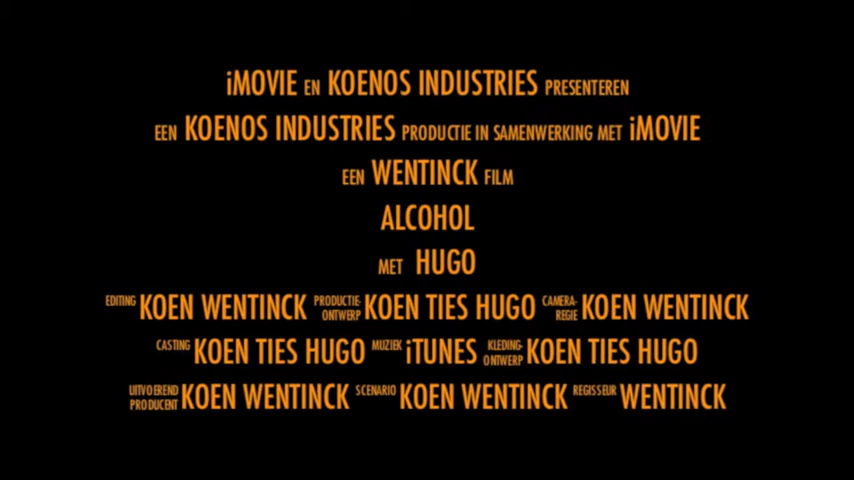 iMOVIE EN KOENOS INDUSTRIES PRESENTEREN
EEN KOENOS INDUSTRIES PRODUCTIE IN SAMENWERKING MET iMOVIE
EEN WENTINCK FILM
ALCOHOL
MET HUGO
EDITING KOEN WENTINCK PRODUCTIE-ONTWERP KOEN TIES HUGO CAMERA-REGIE KOEN WENTINCK
CASTING KOEN TIES HUGO MUZIEK iTUNES KLEDING-ONTWERP KOEN TIES HUGO
UITVOEREND PRODUCENT KOEN WENTINCK SCENARIO KOEN WENTINCK REGISSEUR WENTINCK